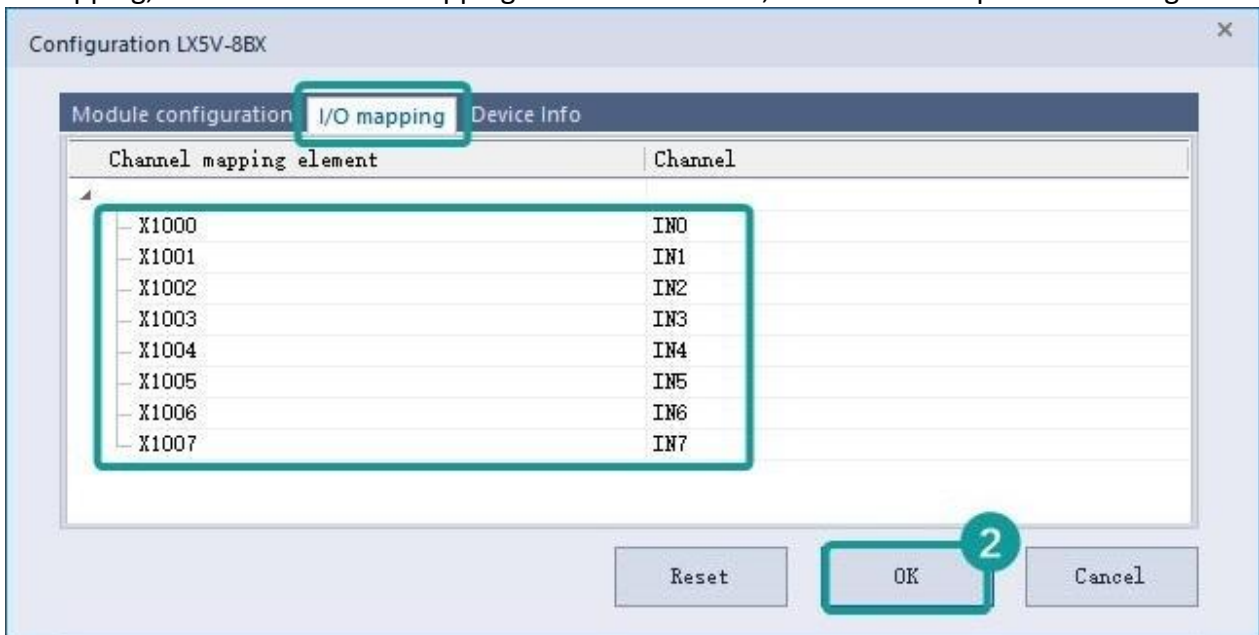 Configuration LX5V-8BX ×
Module configuration I/O mapping Device Info
Channel mapping element Channel
X1000 IN0
X1001 IN1
X1002 IN2
X1003 IN3
X1004 IN4
X1005 IN5
X1006 IN6
X1007 IN7
2
Reset OK Cancel